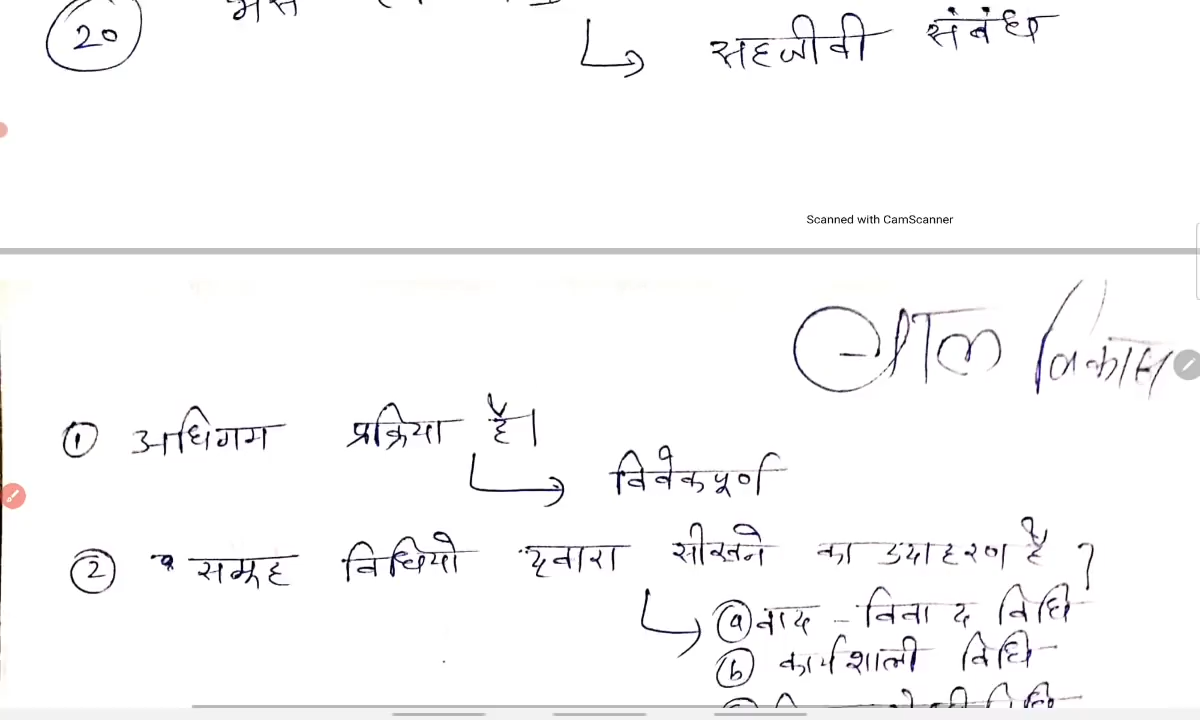 20
सहजीवी संबंध
Scanned with CamScanner
बाल विकास
① अधिगम प्रक्रिया है।
विवेकपूर्ण
② समूह विधियो द्वारा सीखने का उदाहरण है ?
ⓐ वाद - विवाद विधि
ⓑ कार्यशाली विधि